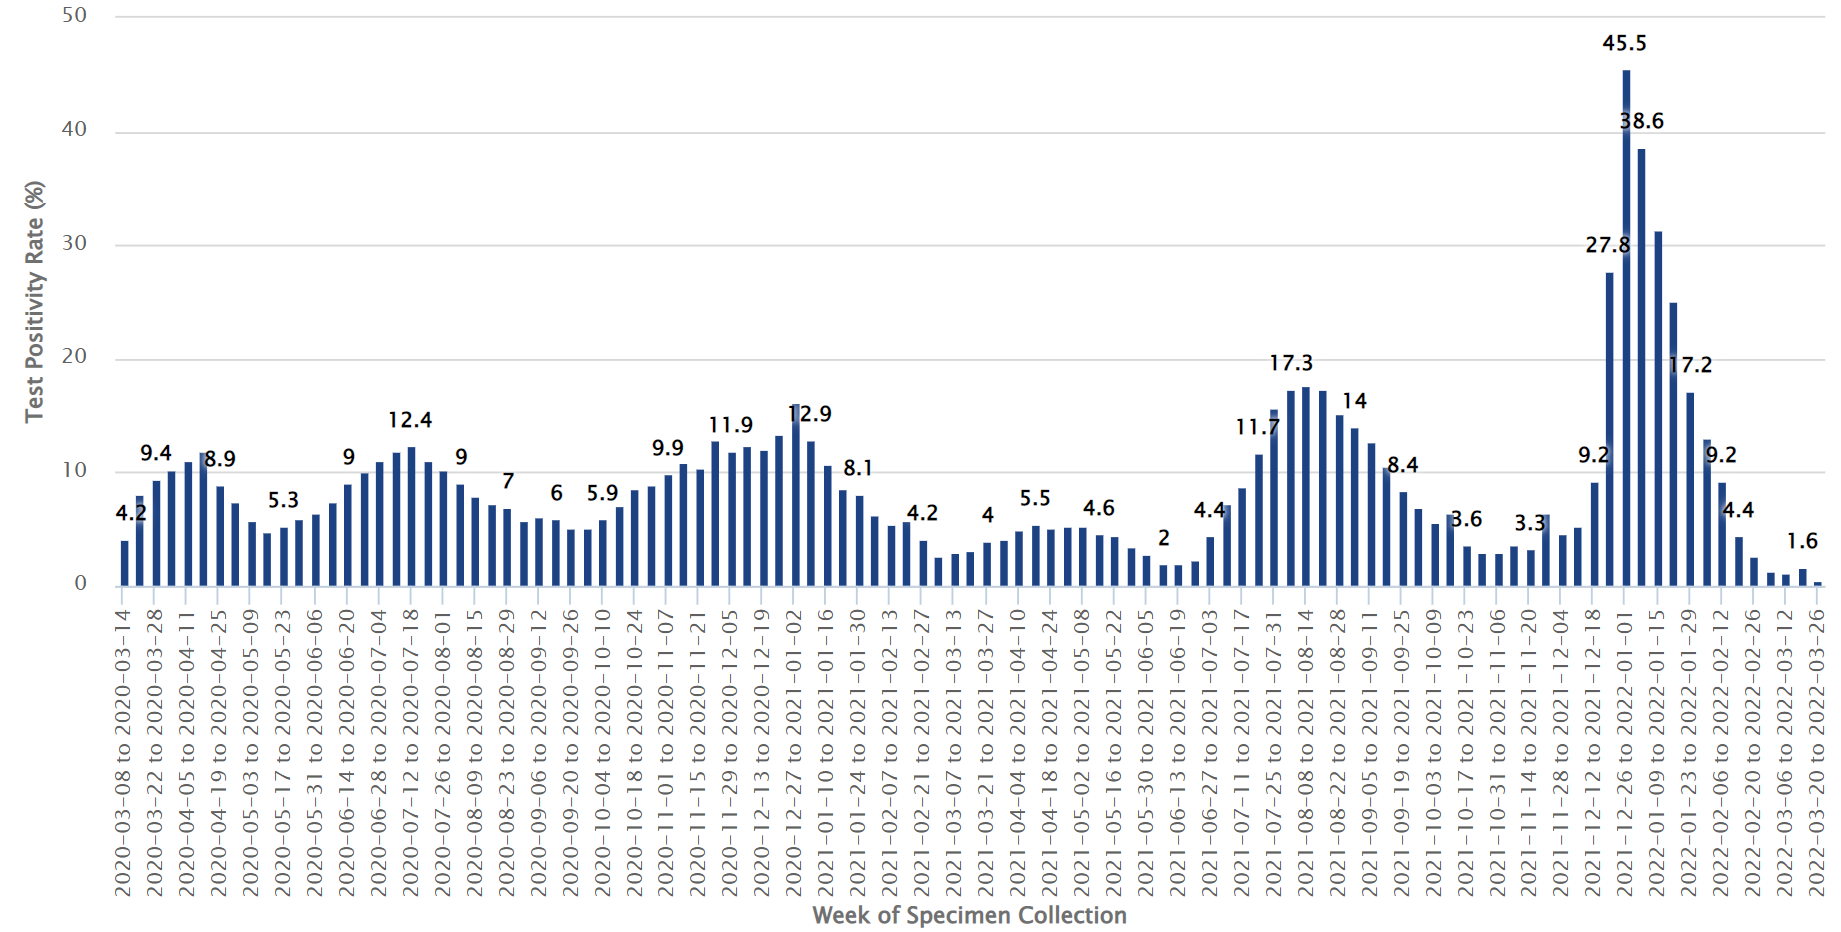 50
40
30
20
10
0
Test Positivity Rate (%)
4.2
9.4
8.9
5.3
9
12.4
9
7
6
5.9
9.9
11.9
12.9
8.1
4.2
4
5.5
4.6
2
4.4
11.7
17.3
14
8.4
3.6
3.3
9.2
27.8
45.5
38.6
17.2
9.2
4.4
1.6
2020-03-08 to 2020-03-14
2020-03-22 to 2020-03-28
2020-04-05 to 2020-04-11
2020-04-19 to 2020-04-25
2020-05-03 to 2020-05-09
2020-05-17 to 2020-05-23
2020-05-31 to 2020-06-06
2020-06-14 to 2020-06-20
2020-06-28 to 2020-07-04
2020-07-12 to 2020-07-18
2020-07-26 to 2020-08-01
2020-08-09 to 2020-08-15
2020-08-23 to 2020-08-29
2020-09-06 to 2020-09-12
2020-09-20 to 2020-09-26
2020-10-04 to 2020-10-10
2020-10-18 to 2020-10-24
2020-11-01 to 2020-11-07
2020-11-15 to 2020-11-21
2020-11-29 to 2020-12-05
2020-12-13 to 2020-12-19
2020-12-27 to 2021-01-02
2021-01-10 to 2021-01-16
2021-01-24 to 2021-01-30
2021-02-07 to 2021-02-13
2021-02-21 to 2021-02-27
2021-03-07 to 2021-03-13
2021-03-21 to 2021-03-27
2021-04-04 to 2021-04-10
2021-04-18 to 2021-04-24
2021-05-02 to 2021-05-08
2021-05-16 to 2021-05-22
2021-05-30 to 2021-06-05
2021-06-13 to 2021-06-19
2021-06-27 to 2021-07-03
2021-07-11 to 2021-07-17
2021-07-25 to 2021-07-31
2021-08-08 to 2021-08-14
2021-08-22 to 2021-08-28
2021-09-05 to 2021-09-11
2021-09-19 to 2021-09-25
2021-10-03 to 2021-10-09
2021-10-17 to 2021-10-23
2021-10-31 to 2021-11-06
2021-11-14 to 2021-11-20
2021-11-28 to 2021-12-04
2021-12-12 to 2021-12-18
2021-12-26 to 2022-01-01
2022-01-09 to 2022-01-15
2022-01-23 to 2022-01-29
2022-02-06 to 2022-02-12
2022-02-20 to 2022-02-26
2022-03-06 to 2022-03-12
2022-03-20 to 2022-03-26
Week of Specimen Collection